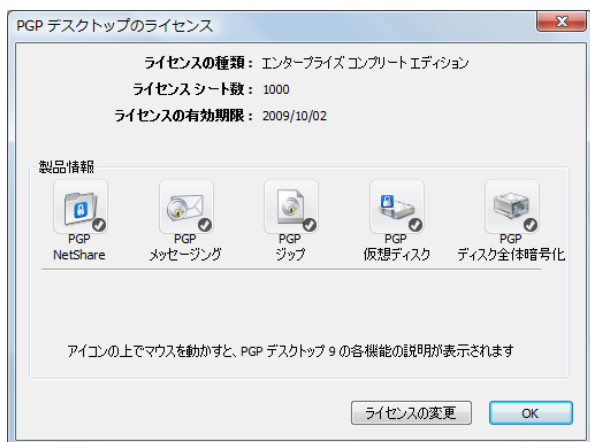 PGP デスクトップのライセンス
ライセンスの種類： エンタープライズ コンプリート エディション
ライセンス シート数： 1000
ライセンスの有効期限： 2009/10/02
製品情報
PGP NetShare
PGP メッセージング
PGP ジップ
PGP 仮想ディスク
PGP ディスク全体暗号化
アイコンの上でマウスを動かすと、PGP デスクトップ 9 の各機能の説明が表示されます
ライセンスの変更
OK